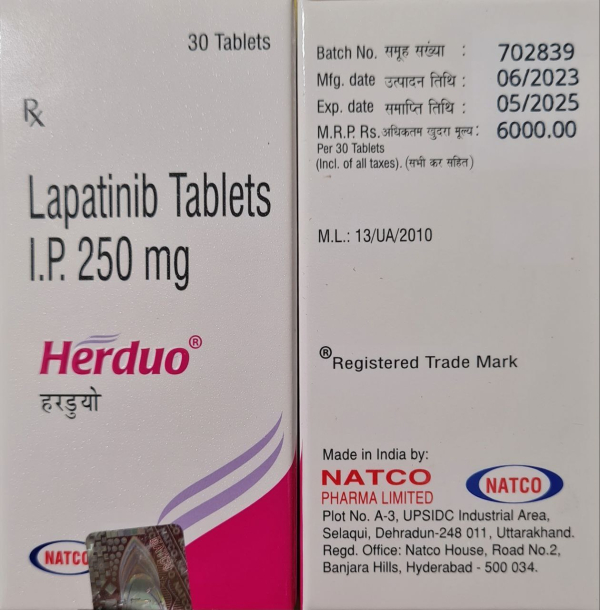 30 Tablets
Rx
Lapatinib Tablets
I.P. 250 mg
Herduo®
हरडुयो
NATCO
NATCO
Batch No. समूह संख्या : 702839
Mfg. date उत्पादन तिथि : 06/2023
Exp. date समाप्ति तिथि : 05/2025
M.R.P. Rs. अधिकतम खुदरा मूल्य : 6000.00
Per 30 Tablets
(Incl. of all taxes). (सभी कर सहित)
M.L.: 13/UA/2010
®Registered Trade Mark
Made in India by:
NATCO
PHARMA LIMITED
NATCO
Plot No. A-3, UPSIDC Industrial Area,
Selaqui, Dehradun-248 011, Uttarakhand.
Regd. Office: Natco House, Road No.2,
Banjara Hills, Hyderabad - 500 034.